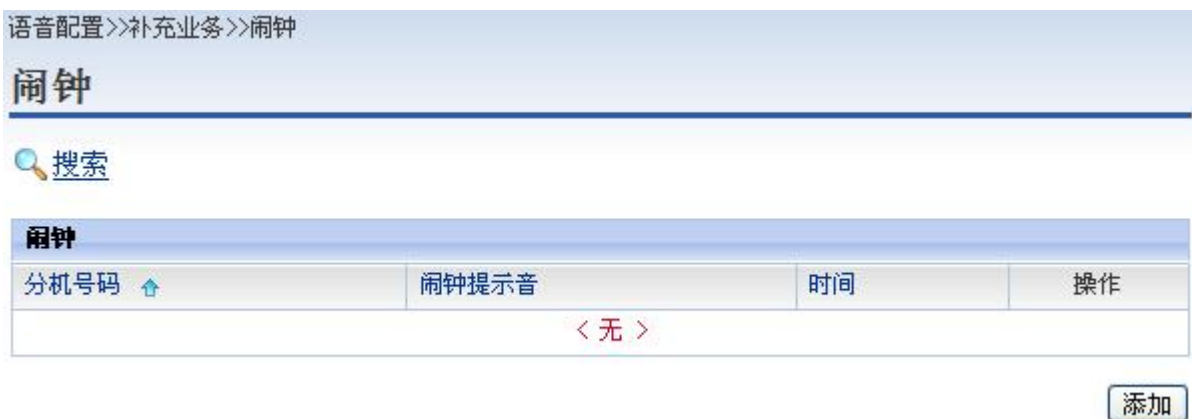 语音配置>>补充业务>>闹钟
闹钟
搜索
闹钟
分机号码 闹钟提示音 时间 操作
< 无 >
添加